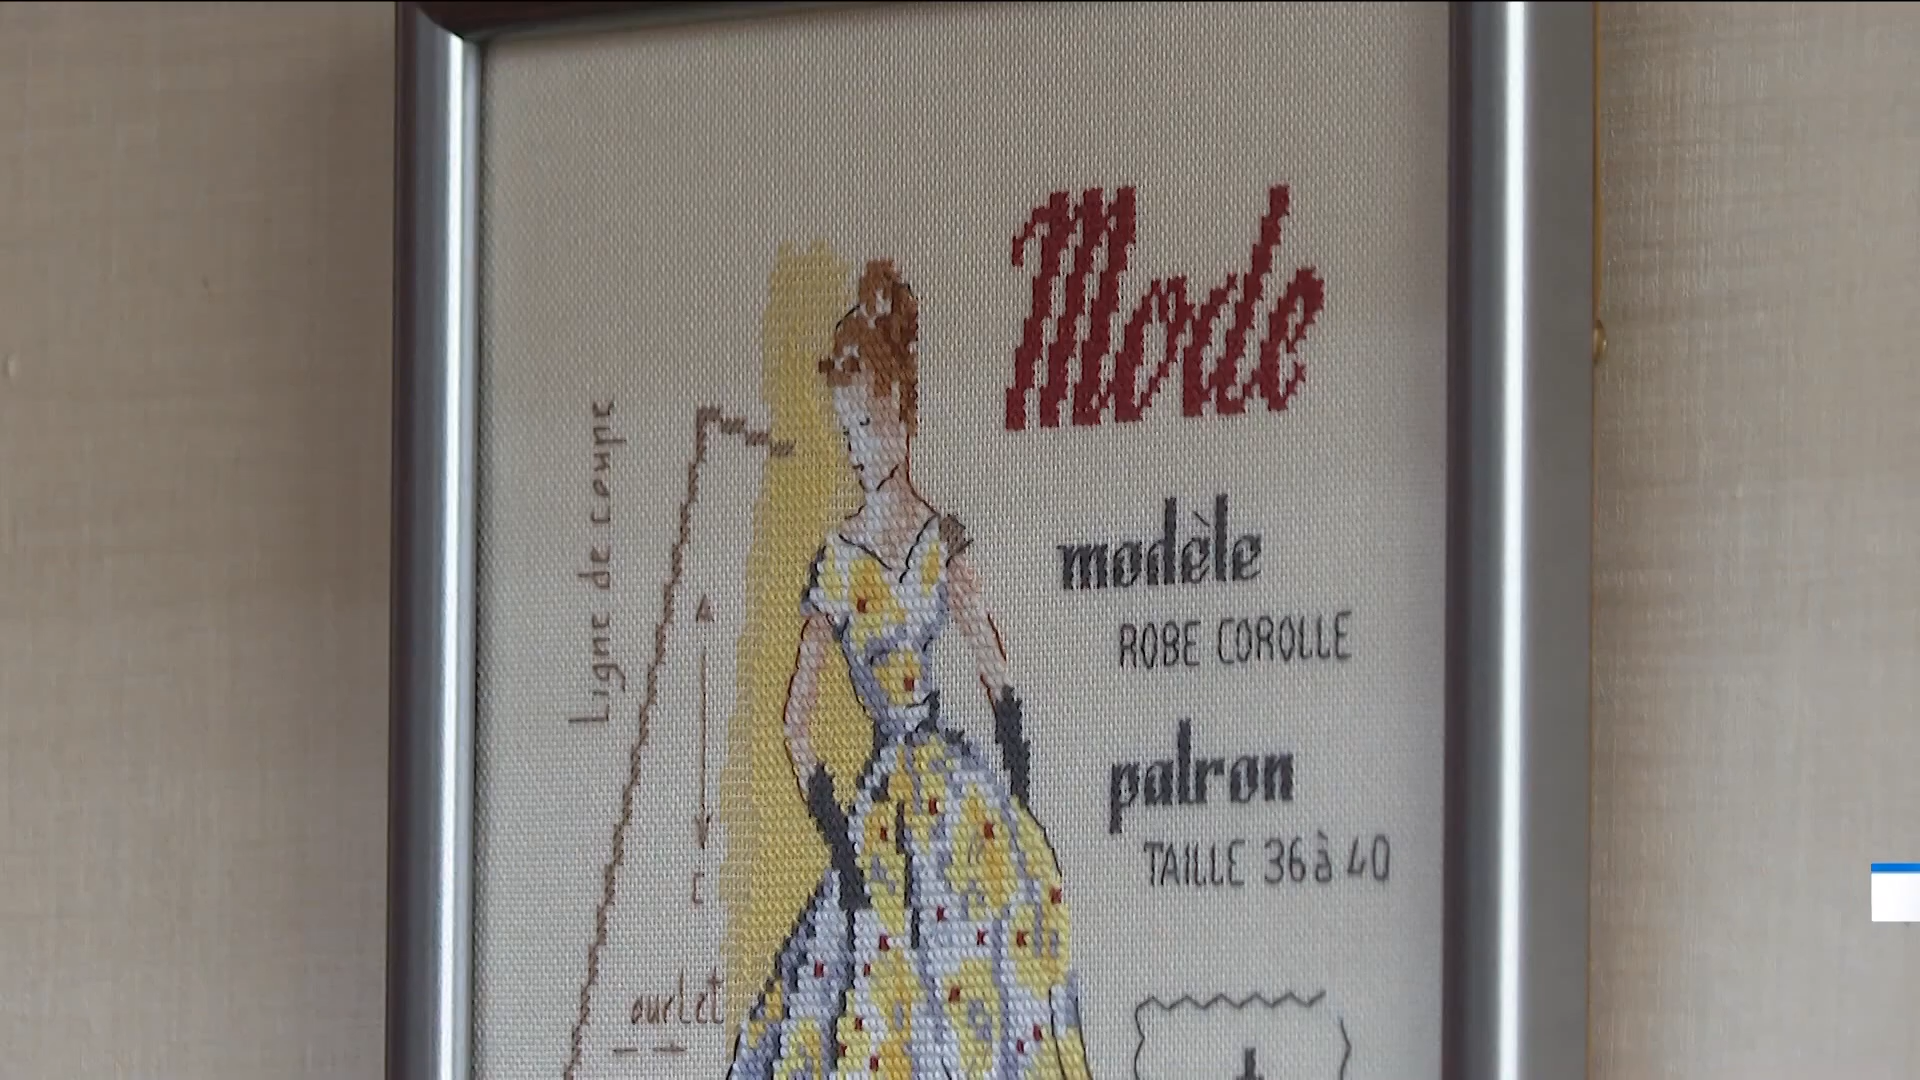 Mode
Ligne de coupe
modèle
ROBE COROLLE
patron
TAILLE 36 à 40
C
ourlet